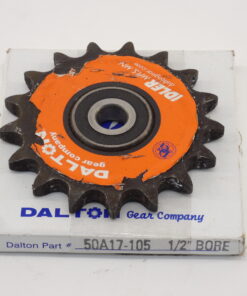 IDLER
DALTON
gear company
DALTON Gear Company
Dalton Part # 50A17-105 1/2" BORE